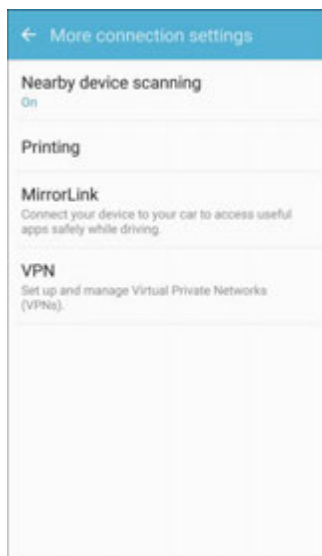 More connection settings
Nearby device scanning
On
Printing
MirrorLink
Connect your device to your car to access useful
apps safely while driving.
VPN
Set up and manage Virtual Private Networks
(VPNs).